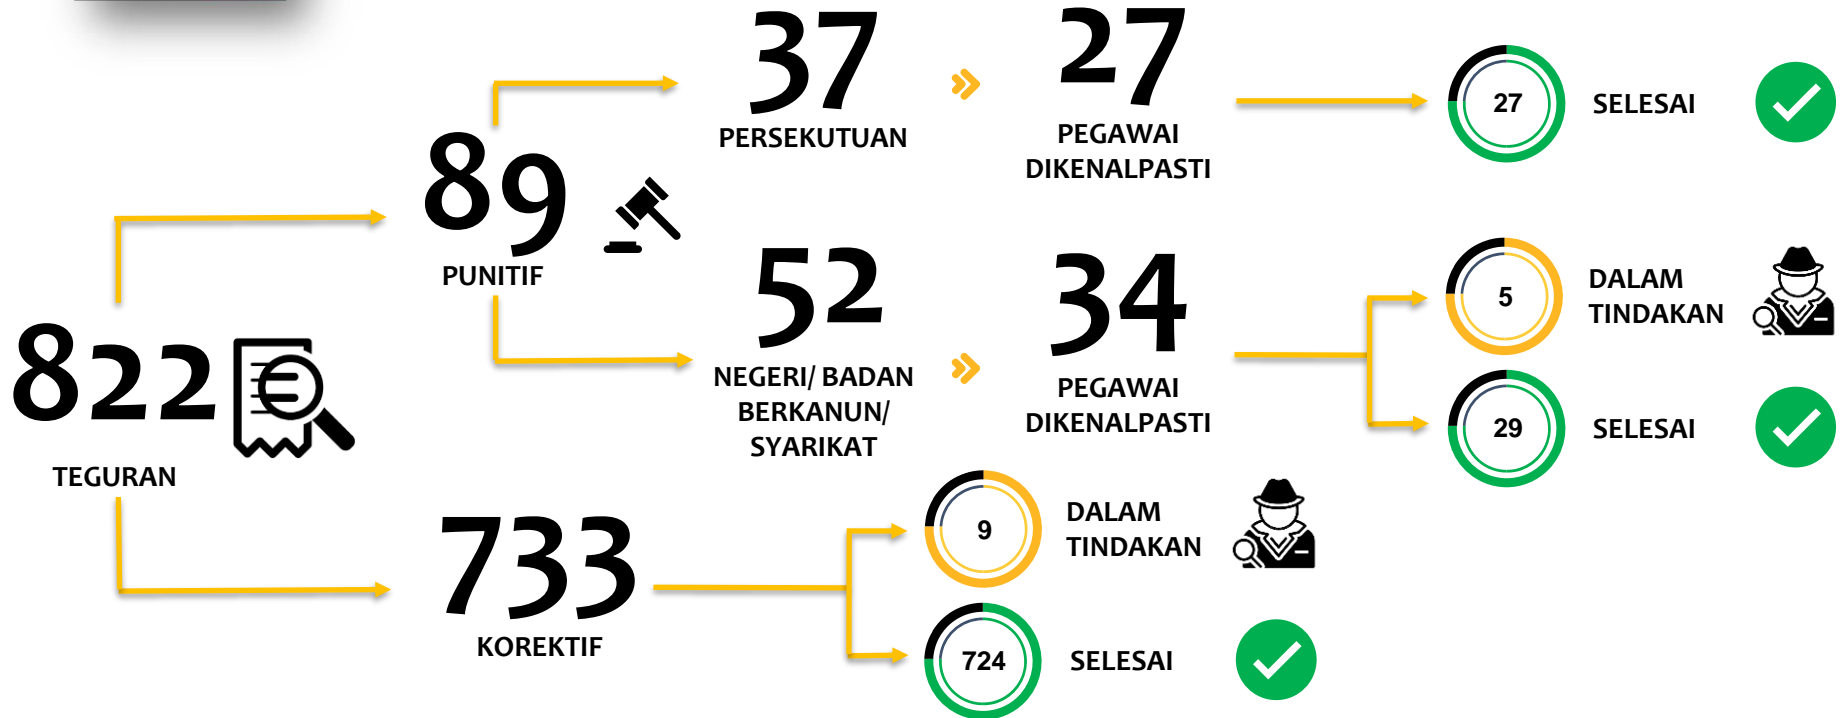 822
TEGURAN
89
PUNITIF
37
PERSEKUTUAN
27
PEGAWAI
DIKENALPASTI
27
SELESAI
52
NEGERI/ BADAN
BERKANUN/
SYARIKAT
34
PEGAWAI
DIKENALPASTI
5
DALAM
TINDAKAN
29
SELESAI
733
KOREKTIF
9
DALAM
TINDAKAN
724
SELESAI